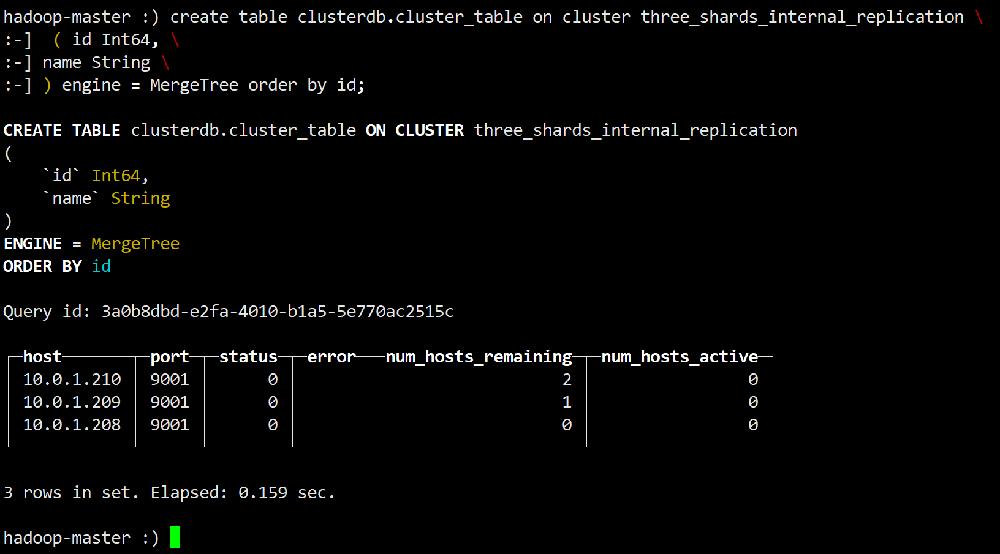 hadoop-master :) create table clusterdb.cluster_table on cluster three_shards_internal_replication \
:-]  ( id Int64, \
:-] name String \
:-] ) engine = MergeTree order by id;
CREATE TABLE clusterdb.cluster_table ON CLUSTER three_shards_internal_replication
(
    `id` Int64,
    `name` String
)
ENGINE = MergeTree
ORDER BY id
Query id: 3a0b8dbd-e2fa-4010-b1a5-5e770ac2515c
host port status error num_hosts_remaining num_hosts_active
10.0.1.210 9001 0 2 0
10.0.1.209 9001 0 1 0
10.0.1.208 9001 0 0 0
3 rows in set. Elapsed: 0.159 sec.
hadoop-master :)